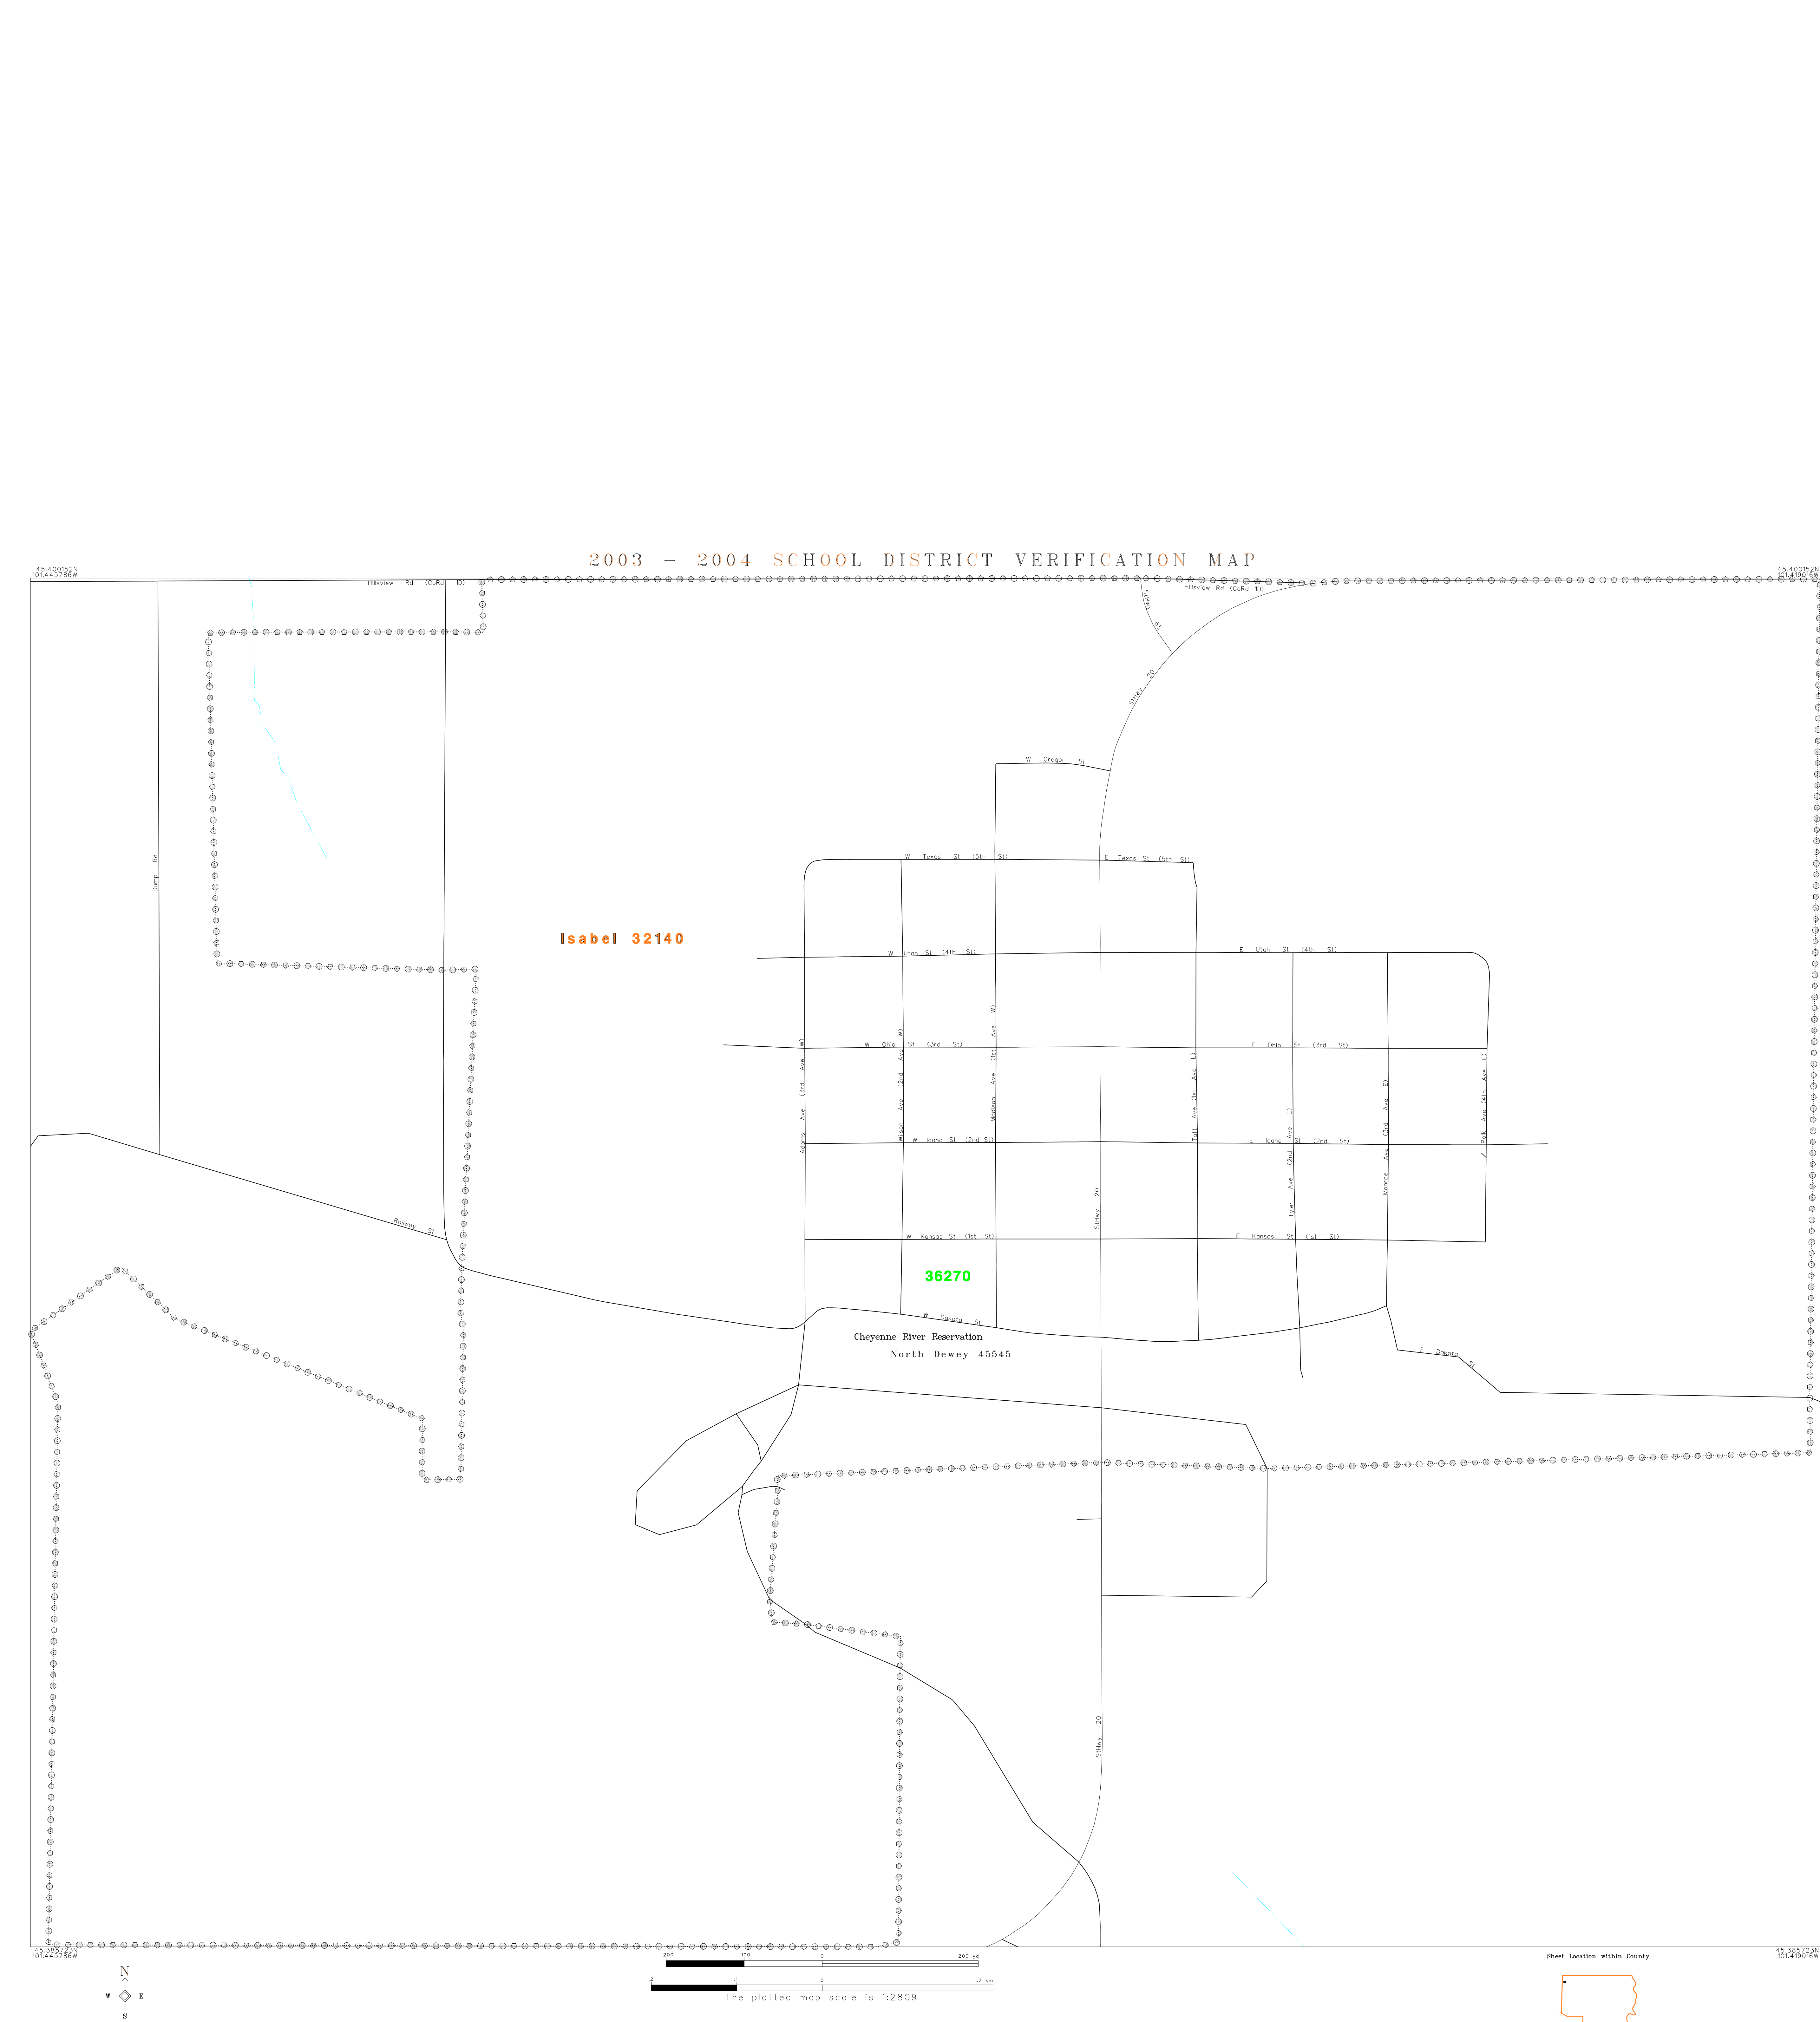 2003 - 2004 SCHOOL DISTRICT VERIFICATION MAP
45.400152N
101.445786W
45.400152N
101.419016W
Hillsview Rd (CoRd 1D)
Hillsview Rd (CoRd 1D)
StHwy 65
StHwy 20
W Oregon St
Dump Rd
W Texas St (5th St)
E Texas St (5th St)
Isabel 32140
W Utah St (4th St)
E Utah St (4th St)
W Ohio St (3rd St)
E Ohio St (3rd St)
Adams Ave (3rd Ave W)
Wilson Ave (2nd Ave W)
Madison Ave (1st Ave W)
Taft Ave (1st Ave E)
Tyler Ave (2nd Ave E)
Monroe Ave (3rd Ave E)
Polk Ave (4th Ave E)
W Idaho St (2nd St)
E Idaho St (2nd St)
StHwy 20
Railway St
W Kansas St (1st St)
E Kansas St (1st St)
36270
W Dakota St
Cheyenne River Reservation
North Dewey 45545
E Dakota St
StHwy 20
45.385723N
101.445786W
45.385723N
101.419016W
N
W E
S
200 100 0 200 yd
.2 .1 0 .2 km
The plotted map scale is 1:2809
Sheet Location within County